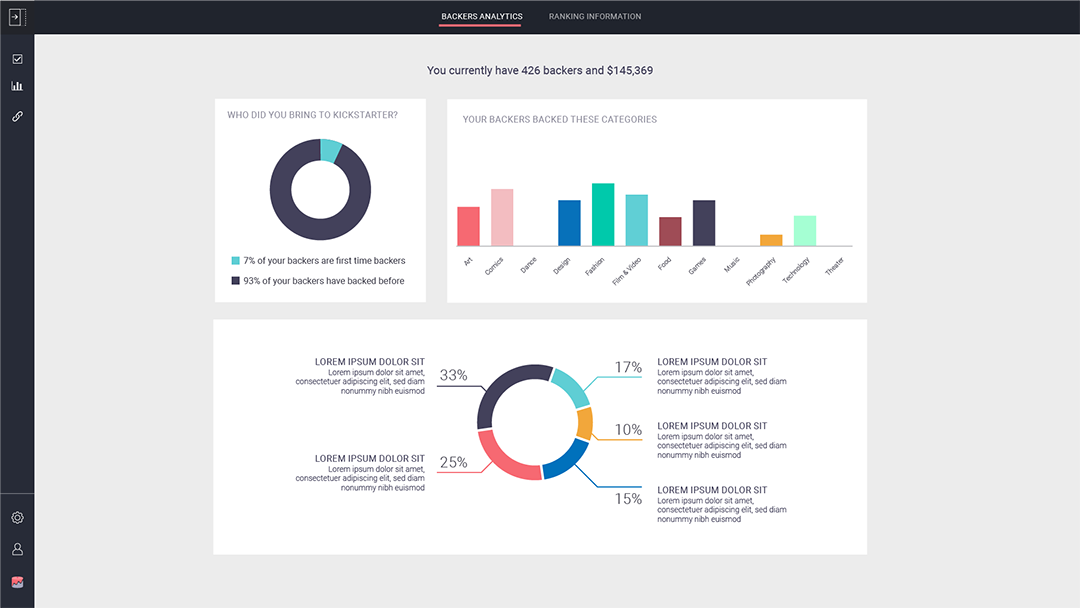 BACKERS ANALYTICS
RANKING INFORMATION
You currently have 426 backers and $145,369
WHO DID YOU BRING TO KICKSTARTER?
7% of your backers are first time backers
93% of your backers have backed before
YOUR BACKERS BACKED THESE CATEGORIES
Art
Comics
Dance
Design
Fashion
Film & Video
Food
Games
Music
Photography
Technology
Theater
LOREM IPSUM DOLOR SIT
Lorem ipsum dolor sit amet,
consectetuer adipiscing elit, sed diam
nonummy nibh euismod
33%
LOREM IPSUM DOLOR SIT
Lorem ipsum dolor sit amet,
consectetuer adipiscing elit, sed diam
nonummy nibh euismod
25%
17%
LOREM IPSUM DOLOR SIT
Lorem ipsum dolor sit amet,
consectetuer adipiscing elit, sed diam
nonummy nibh euismod
10%
LOREM IPSUM DOLOR SIT
Lorem ipsum dolor sit amet,
consectetuer adipiscing elit, sed diam
nonummy nibh euismod
15%
LOREM IPSUM DOLOR SIT
Lorem ipsum dolor sit amet,
consectetuer adipiscing elit, sed diam
nonummy nibh euismod